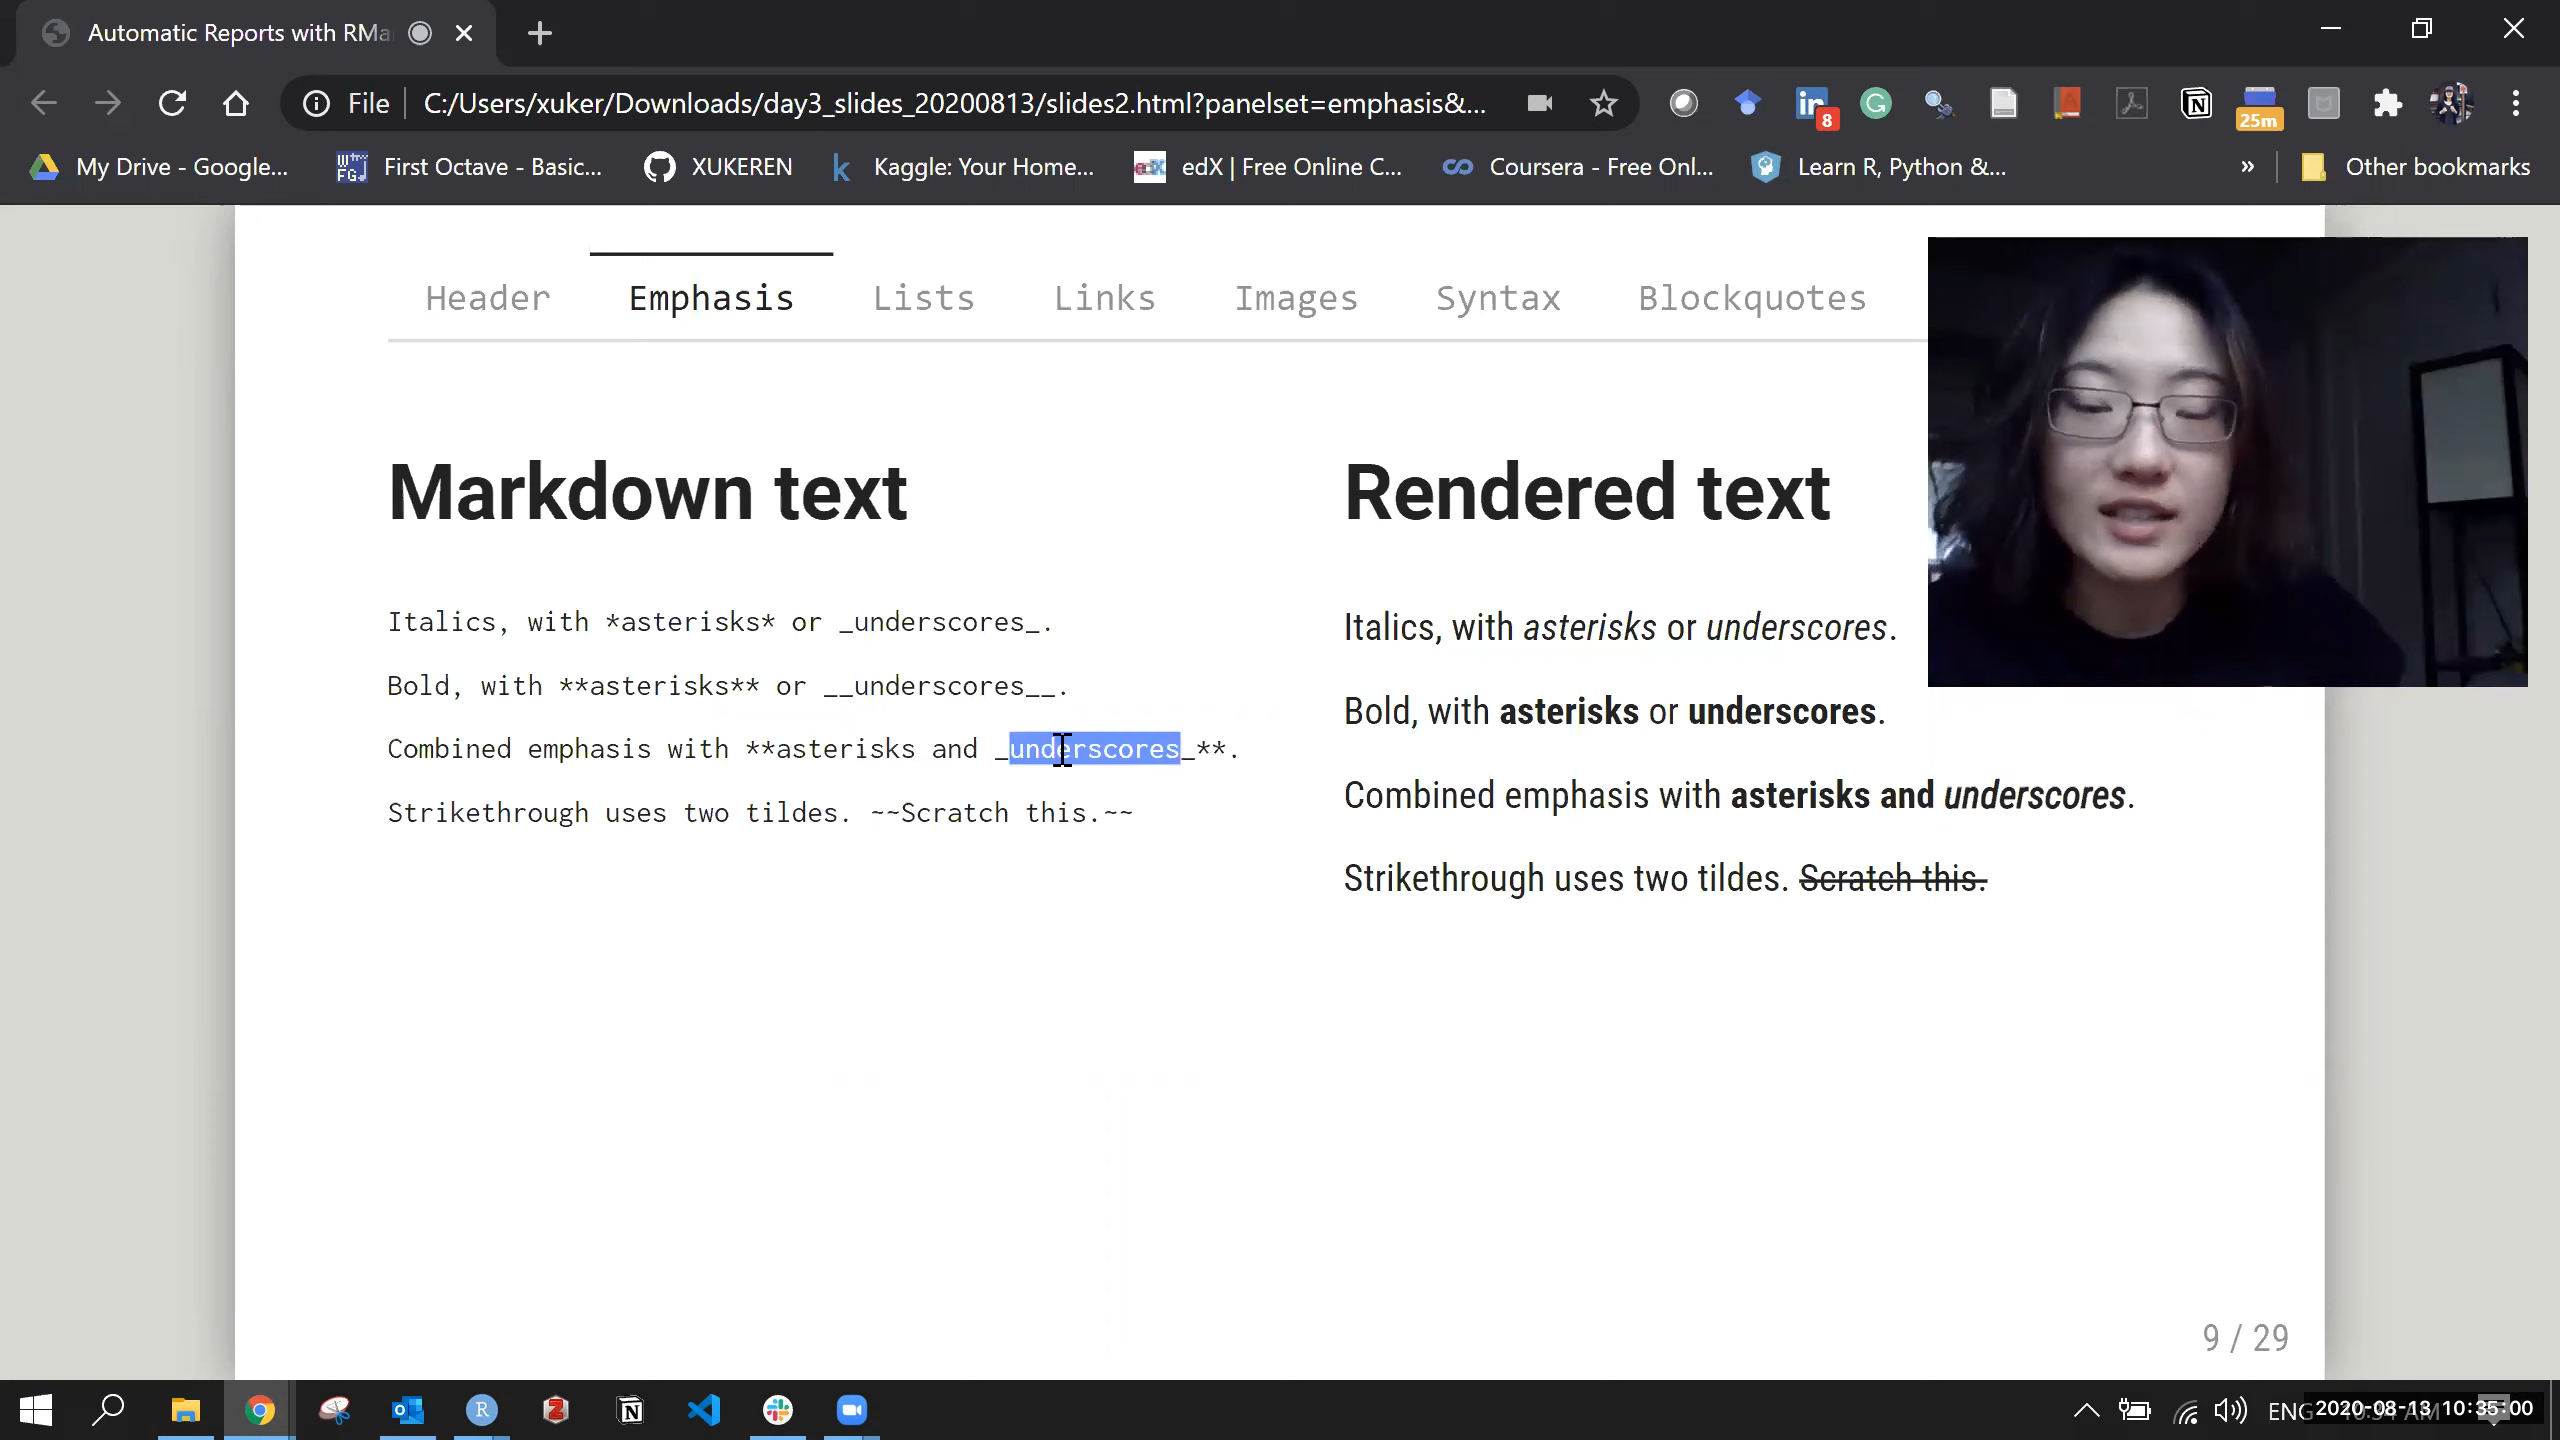 Automatic Reports with RMa
File C:/Users/xuker/Downloads/day3_slides_20200813/slides2.html?panelset=emphasis&...
8
25m
My Drive - Google... First Octave - Basic... XUKEREN Kaggle: Your Home... edX | Free Online C... Coursera - Free Onl... Learn R, Python &... » Other bookmarks
Header Emphasis Lists Links Images Syntax Blockquotes
Markdown text
Italics, with *asterisks* or _underscores_.
Bold, with **asterisks** or __underscores__.
Combined emphasis with **asterisks and _underscores_**.
Strikethrough uses two tildes. ~~Scratch this.~~
Rendered text
Italics, with asterisks or underscores.
Bold, with asterisks or underscores.
Combined emphasis with asterisks and underscores.
Strikethrough uses two tildes. Scratch this.
9 / 29
ENG 2020-08-13 10:35:00